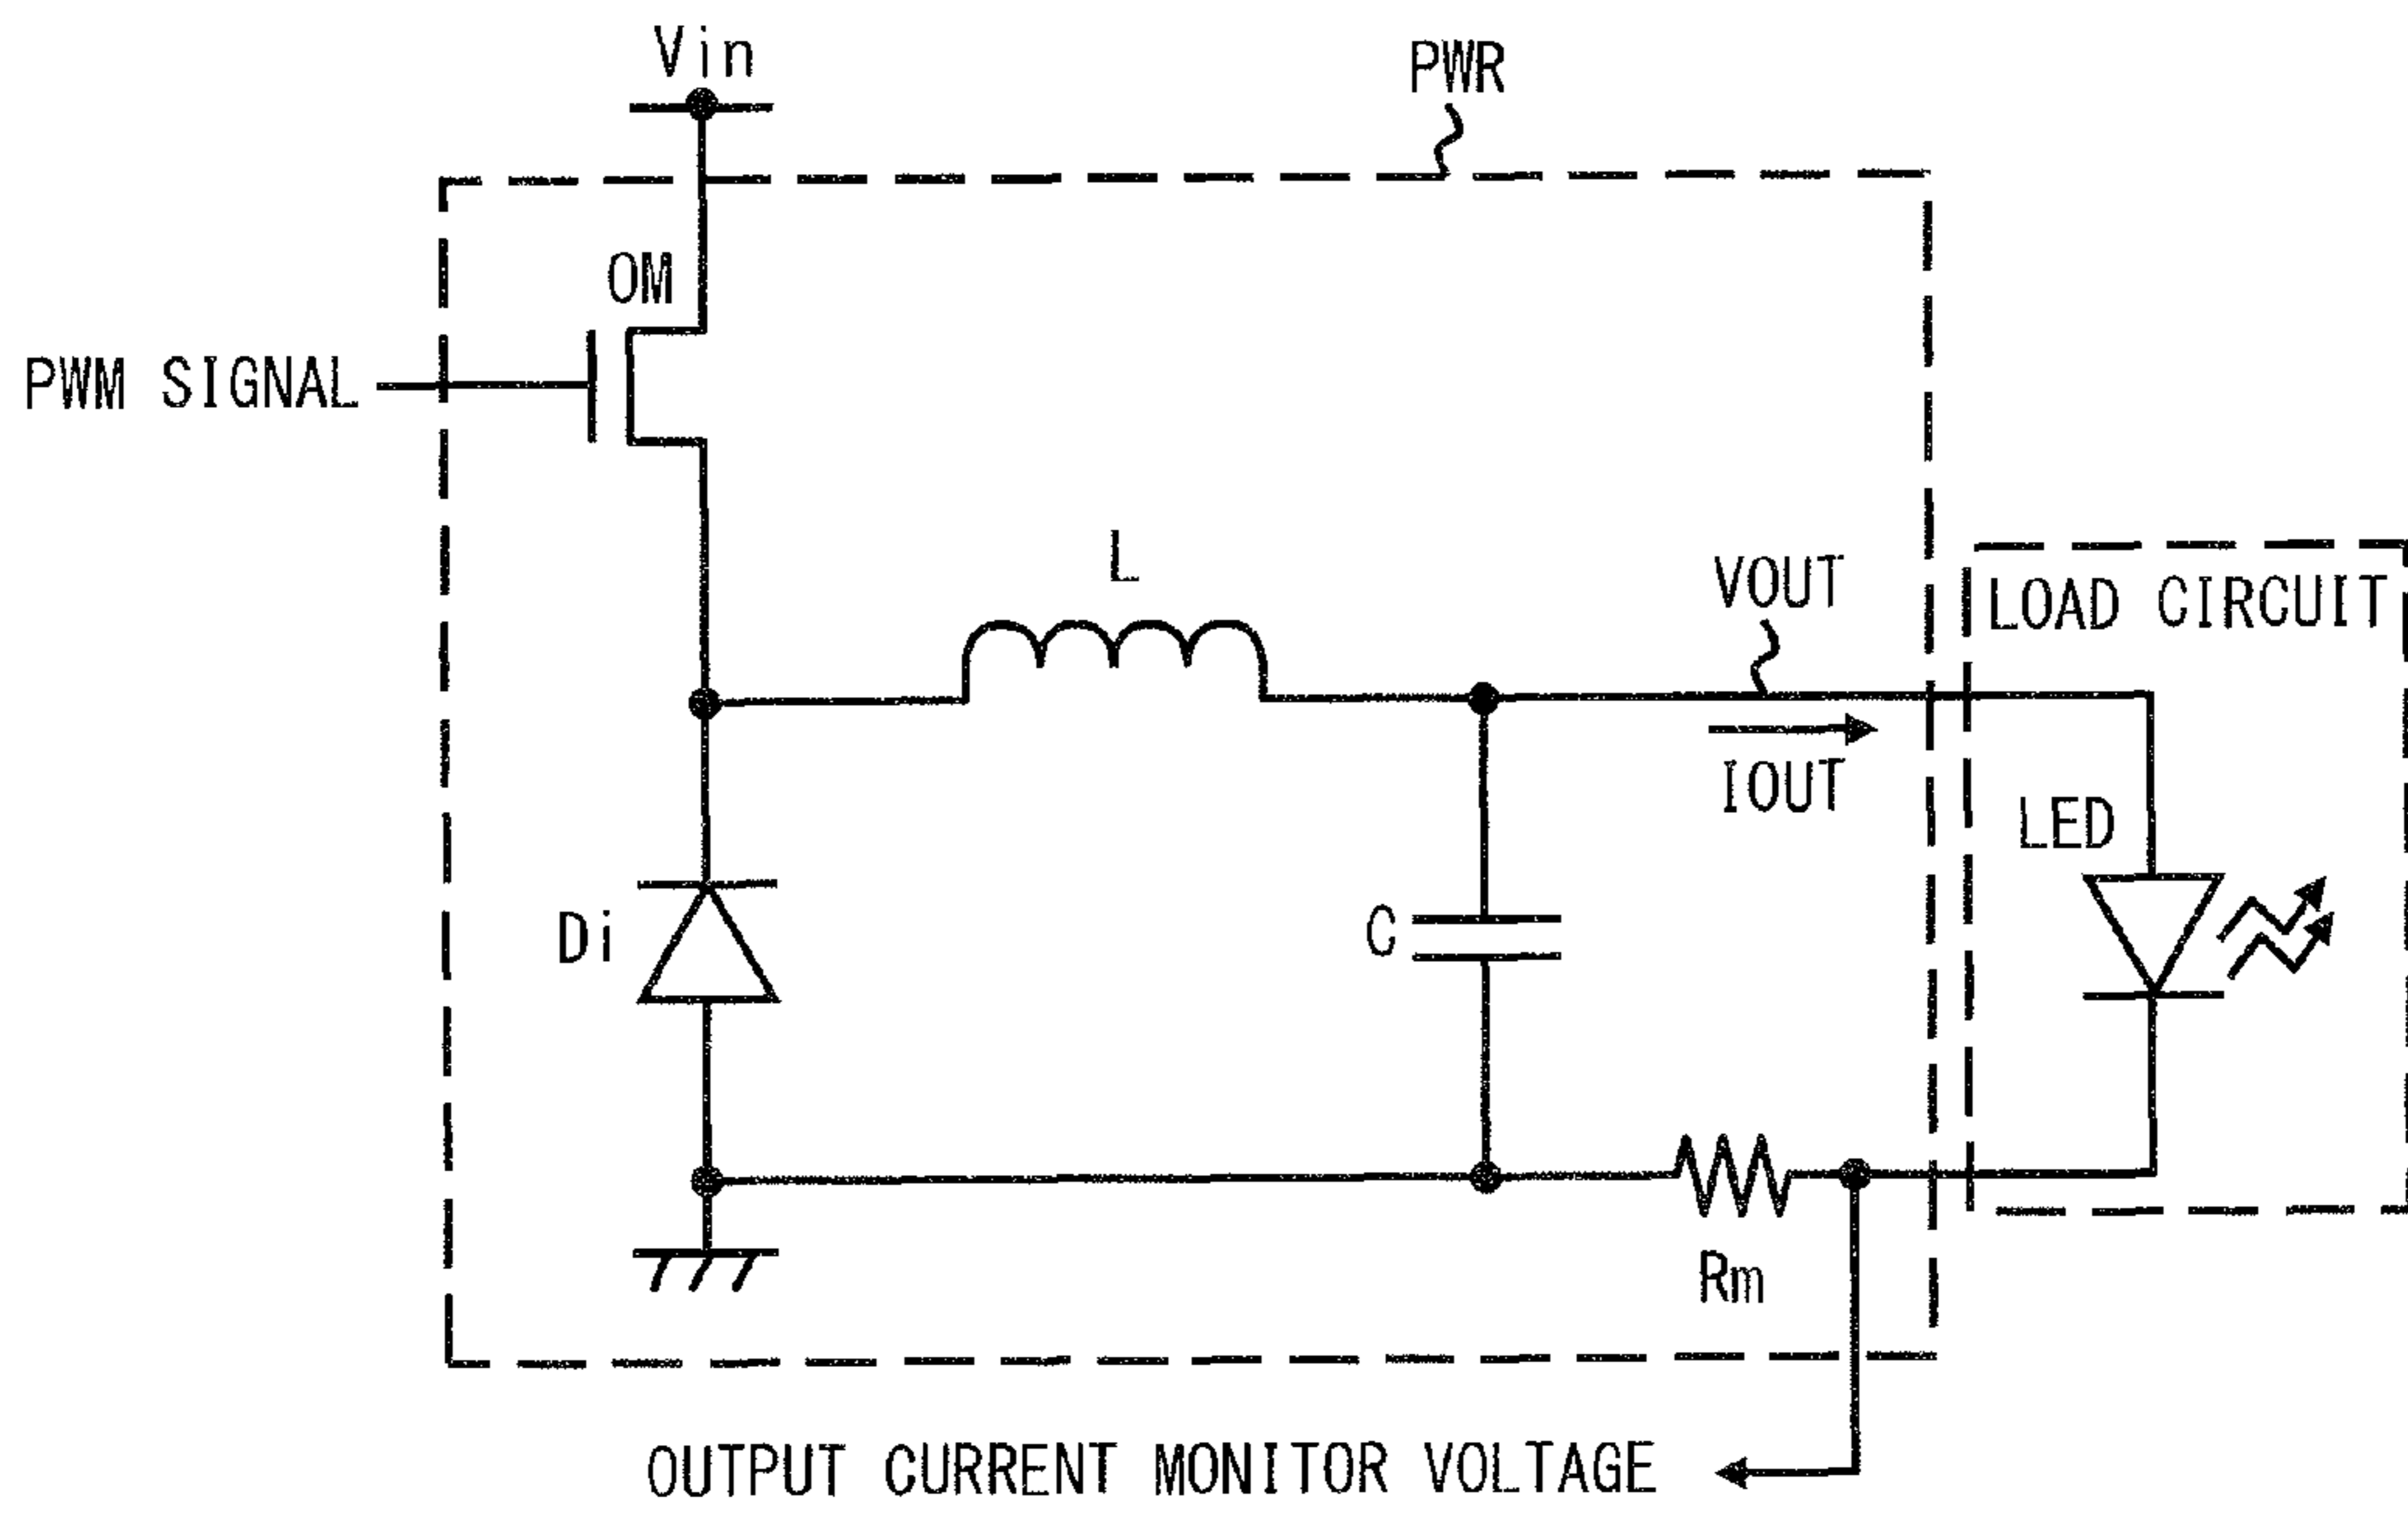 Vin
PWR
OM
PWM SIGNAL
L
VOUT
LOAD CIRCUIT
IOUT
LED
Di
C
Rm
OUTPUT CURRENT MONITOR VOLTAGE